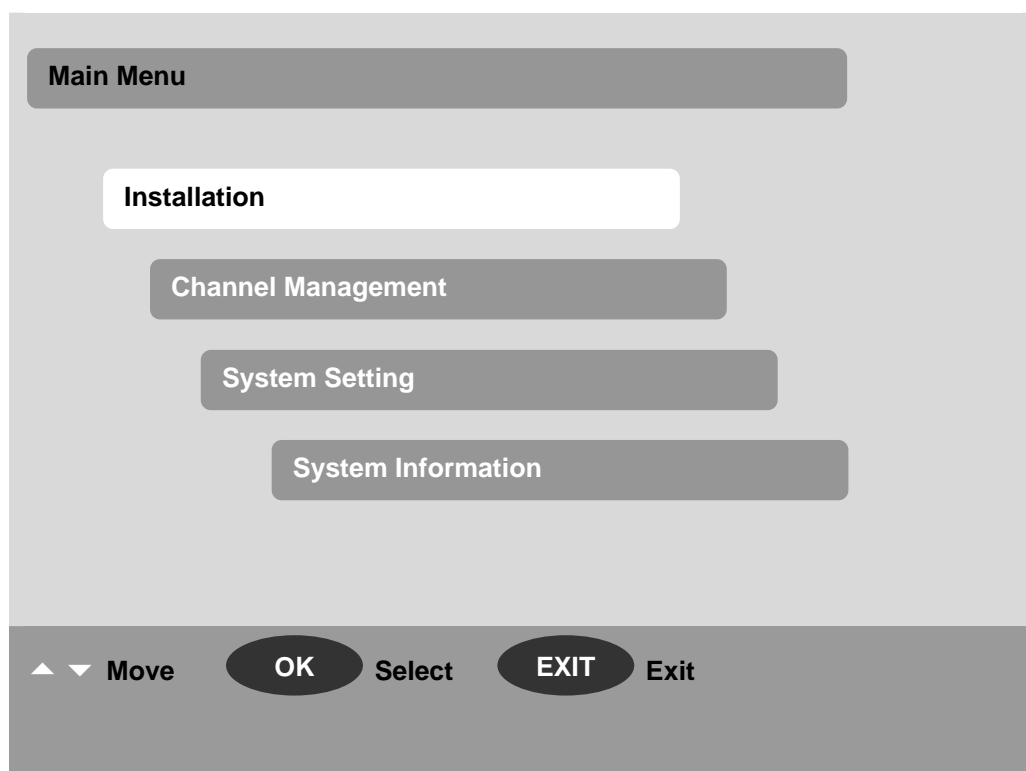 Main Menu
Installation
Channel Management
System Setting
System Information
Move OK Select EXIT Exit